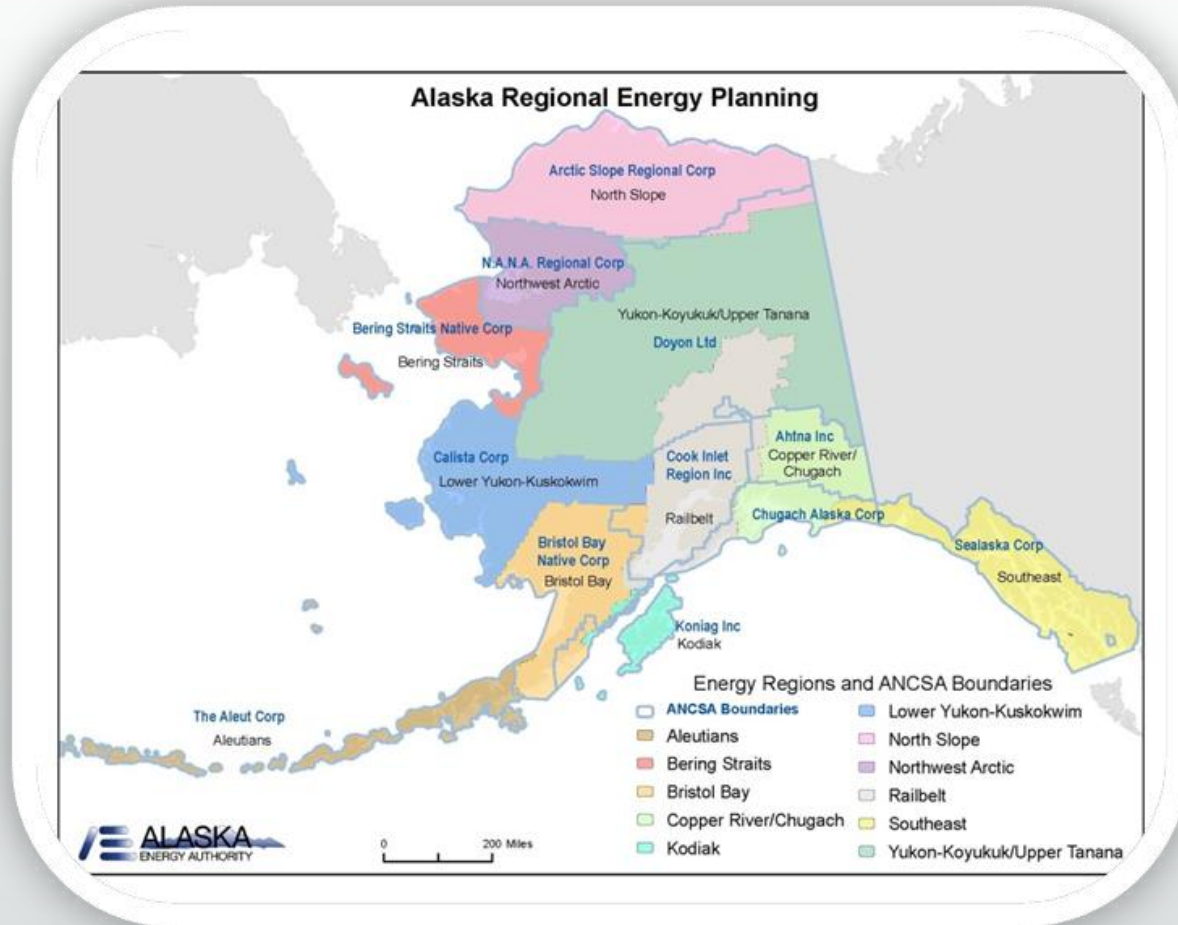 Alaska Regional Energy Planning
Arctic Slope Regional Corp
North Slope
N.A.N.A. Regional Corp
Northwest Arctic
Yukon-Koyukuk/Upper Tanana
Doyon Ltd
Bering Straits Native Corp
Bering Straits
Calista Corp
Lower Yukon-Kuskokwim
Cook Inlet
Region Inc
Railbelt
Ahtna Inc
Copper River/
Chugach
Chugach Alaska Corp
Bristol Bay
Native Corp
Bristol Bay
Sealaska Corp
Southeast
Koniag Inc
Kodiak
The Aleut Corp
Aleutians
Energy Regions and ANCSA Boundaries
ANCSA Boundaries
Aleutians
Bering Straits
Bristol Bay
Copper River/Chugach
Kodiak
Lower Yukon-Kuskokwim
North Slope
Northwest Arctic
Railbelt
Southeast
Yukon-Koyukuk/Upper Tanana
ALASKA
ENERGY AUTHORITY
0 200 Miles